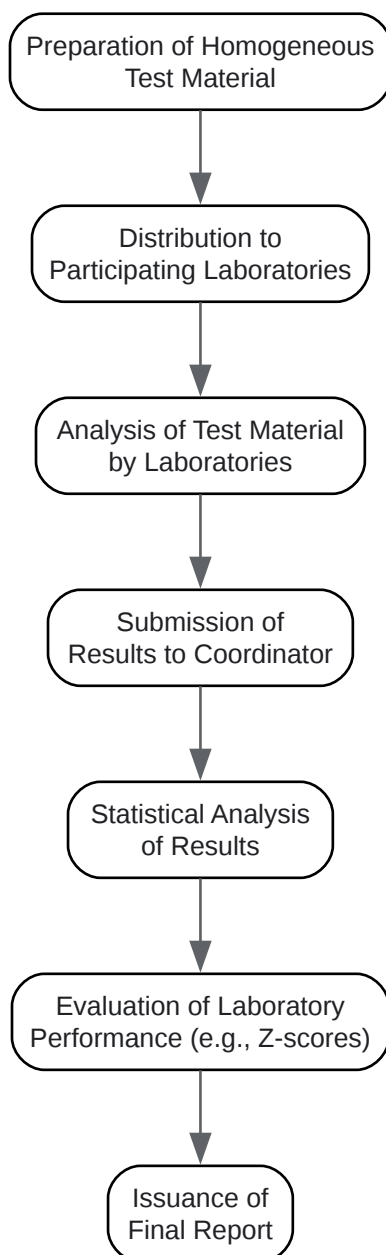 Preparation of Homogeneous
Test Material
Distribution to
Participating Laboratories
Analysis of Test Material
by Laboratories
Submission of
Results to Coordinator
Statistical Analysis
of Results
Evaluation of Laboratory
Performance (e.g., Z-scores)
Issuance of
Final Report